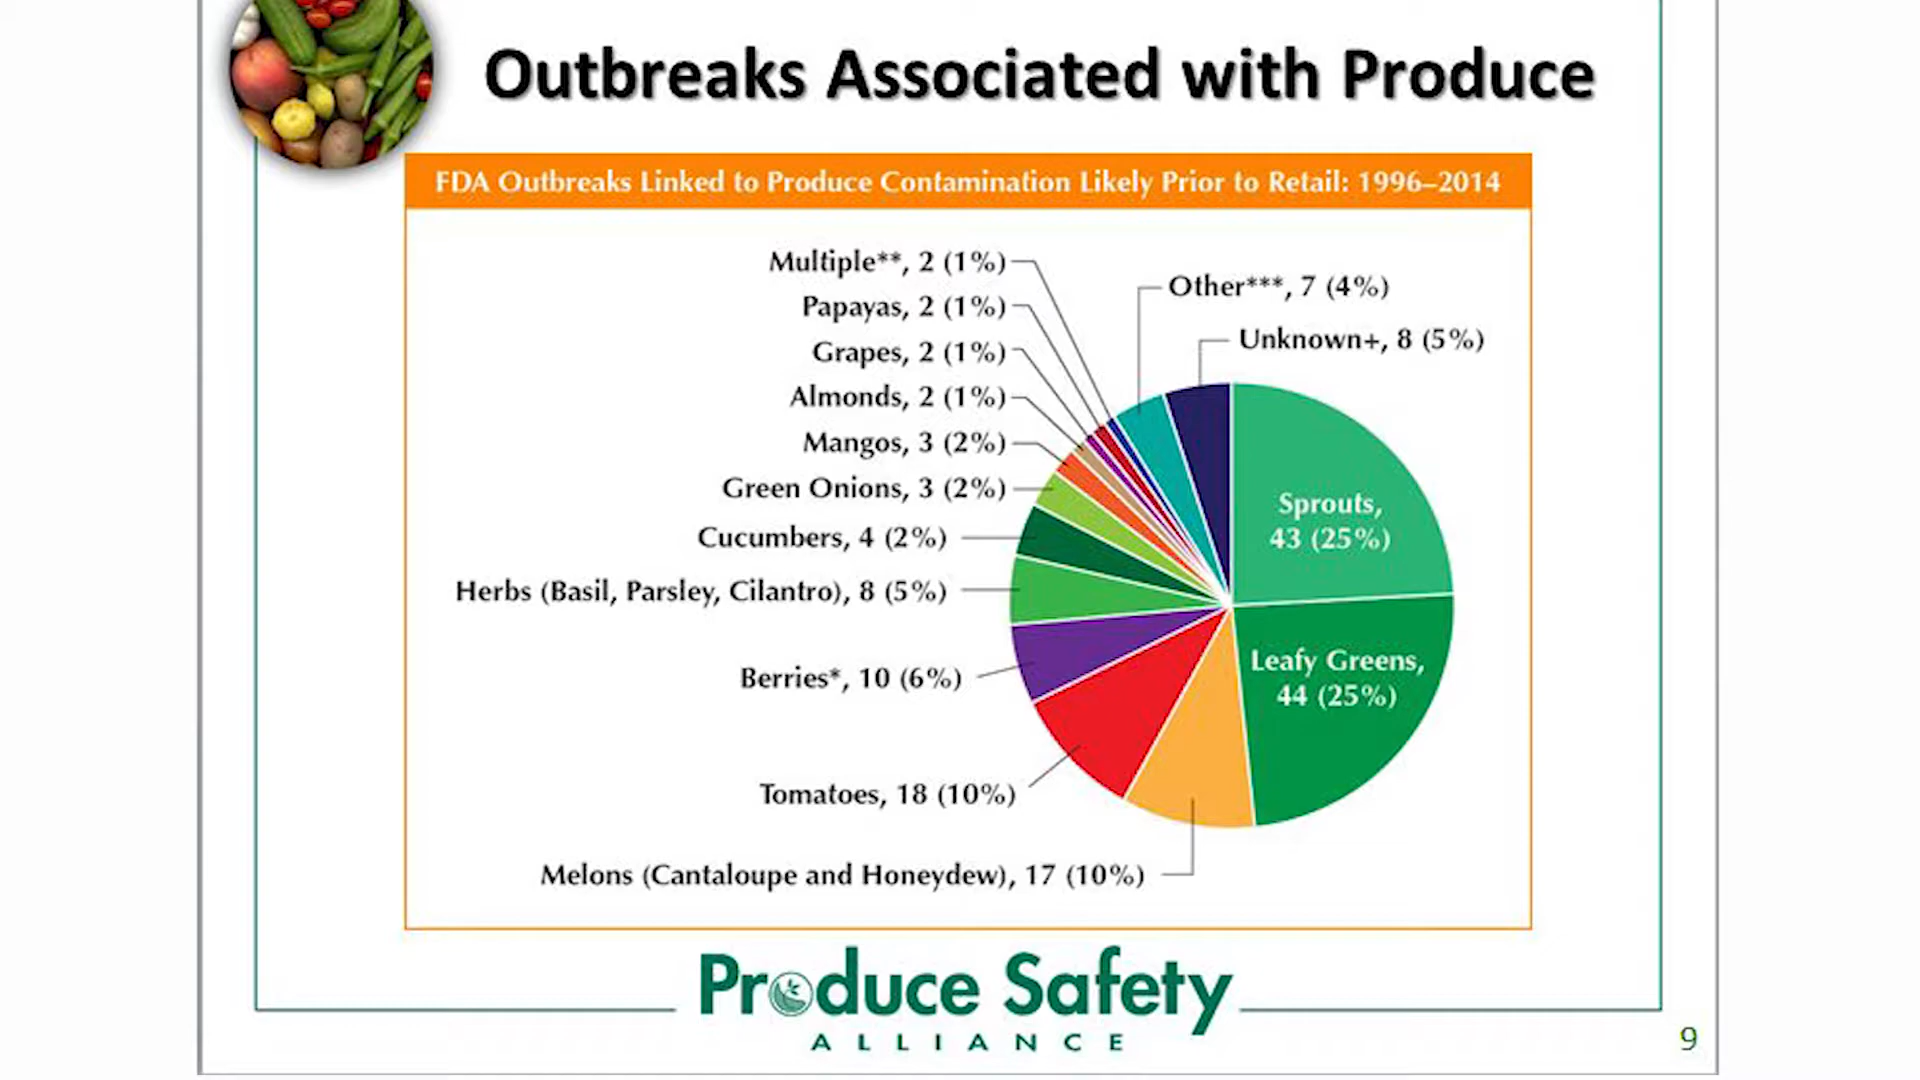 Outbreaks Associated with Produce
FDA Outbreaks Linked to Produce Contamination Likely Prior to Retail: 1996–2014
Multiple**, 2 (1%)
Other***, 7 (4%)
Papayas, 2 (1%)
Unknown+, 8 (5%)
Grapes, 2 (1%)
Almonds, 2 (1%)
Mangos, 3 (2%)
Green Onions, 3 (2%)
Sprouts,
43 (25%)
Cucumbers, 4 (2%)
Herbs (Basil, Parsley, Cilantro), 8 (5%)
Leafy Greens,
44 (25%)
Berries*, 10 (6%)
Tomatoes, 18 (10%)
Melons (Cantaloupe and Honeydew), 17 (10%)
Produce Safety
ALLIANCE
9